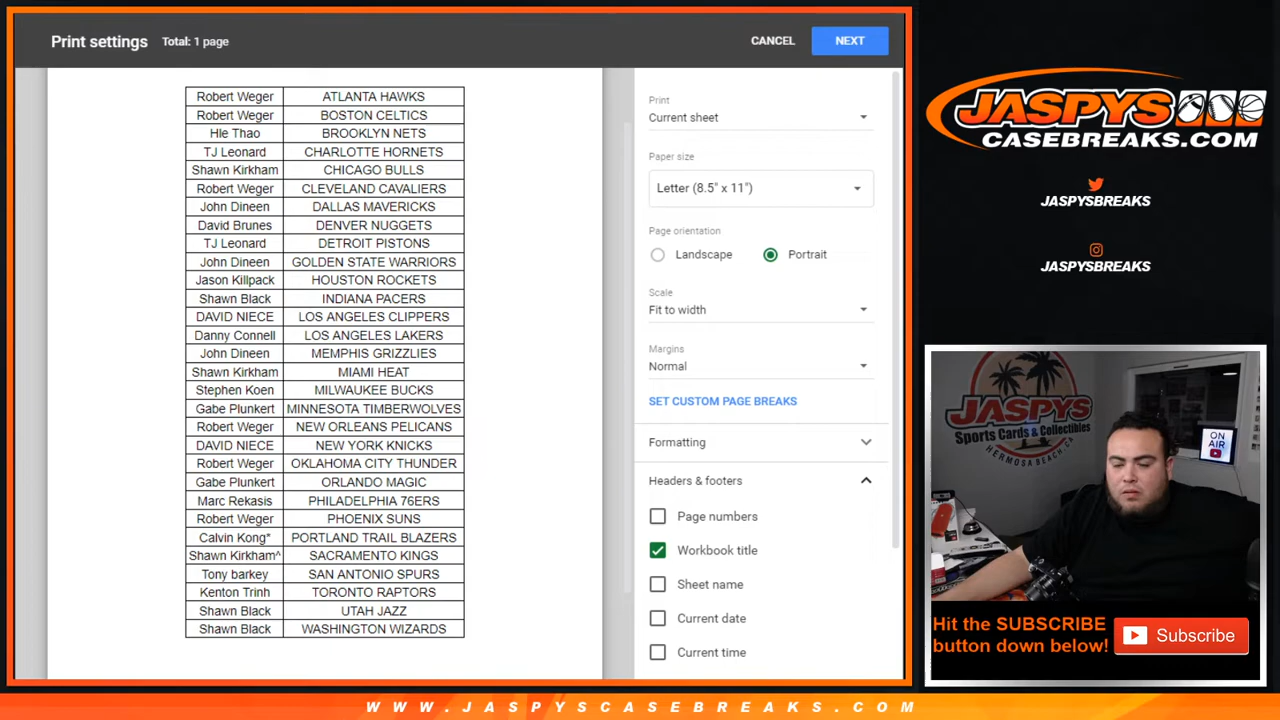 Print settings Total: 1 page CANCEL NEXT
Robert Weger ATLANTA HAWKS
Robert Weger BOSTON CELTICS
Hle Thao BROOKLYN NETS
TJ Leonard CHARLOTTE HORNETS
Shawn Kirkham CHICAGO BULLS
Robert Weger CLEVELAND CAVALIERS
John Dineen DALLAS MAVERICKS
David Brunes DENVER NUGGETS
TJ Leonard DETROIT PISTONS
John Dineen GOLDEN STATE WARRIORS
Jason Killpack HOUSTON ROCKETS
Shawn Black INDIANA PACERS
DAVID NIECE LOS ANGELES CLIPPERS
Danny Connell LOS ANGELES LAKERS
John Dineen MEMPHIS GRIZZLIES
Shawn Kirkham MIAMI HEAT
Stephen Koen MILWAUKEE BUCKS
Gabe Plunkert MINNESOTA TIMBERWOLVES
Robert Weger NEW ORLEANS PELICANS
DAVID NIECE NEW YORK KNICKS
Robert Weger OKLAHOMA CITY THUNDER
Gabe Plunkert ORLANDO MAGIC
Marc Rekasis PHILADELPHIA 76ERS
Robert Weger PHOENIX SUNS
Calvin Kong* PORTLAND TRAIL BLAZERS
Shawn Kirkham^ SACRAMENTO KINGS
Tony barkey SAN ANTONIO SPURS
Kenton Trinh TORONTO RAPTORS
Shawn Black UTAH JAZZ
Shawn Black WASHINGTON WIZARDS
Print
Current sheet
Paper size
Letter (8.5" x 11")
Page orientation
Landscape Portrait
Scale
Fit to width
Margins
Normal
SET CUSTOM PAGE BREAKS
Formatting
Headers & footers
Page numbers
Workbook title
Sheet name
Current date
Current time
JASPYS
CASEBREAKS.COM
JASPYSBREAKS
JASPYSBREAKS
JASPYS
Sports Cards & Collectibles
HERMOSA BEACH, CA
ON
AIR
Hit the SUBSCRIBE
button down below!
Subscribe
WWW.JASPYSCASEBREAKS.COM